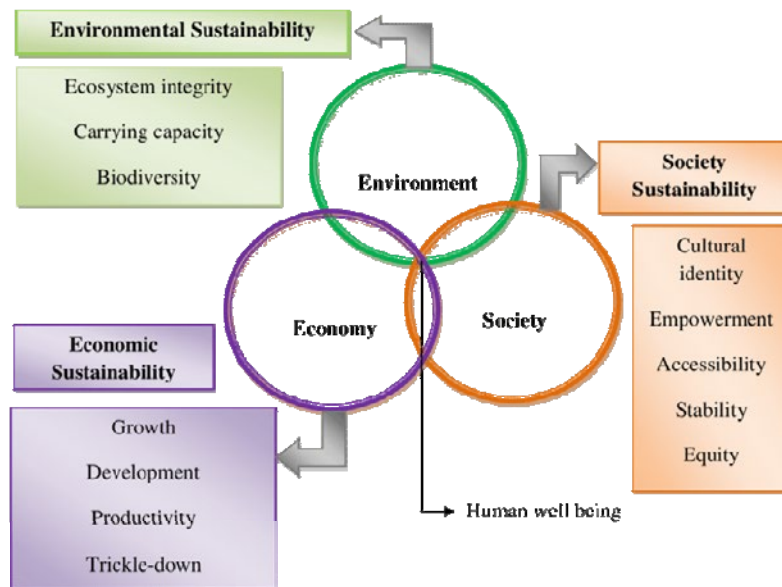 Environmental Sustainability
Ecosystem integrity
Carrying capacity
Biodiversity
Environment
Society
Sustainability
Cultural
identity
Empowerment
Accessibility
Stability
Equity
Economy
Society
Economic
Sustainability
Growth
Development
Productivity
Trickle-down
Human well being